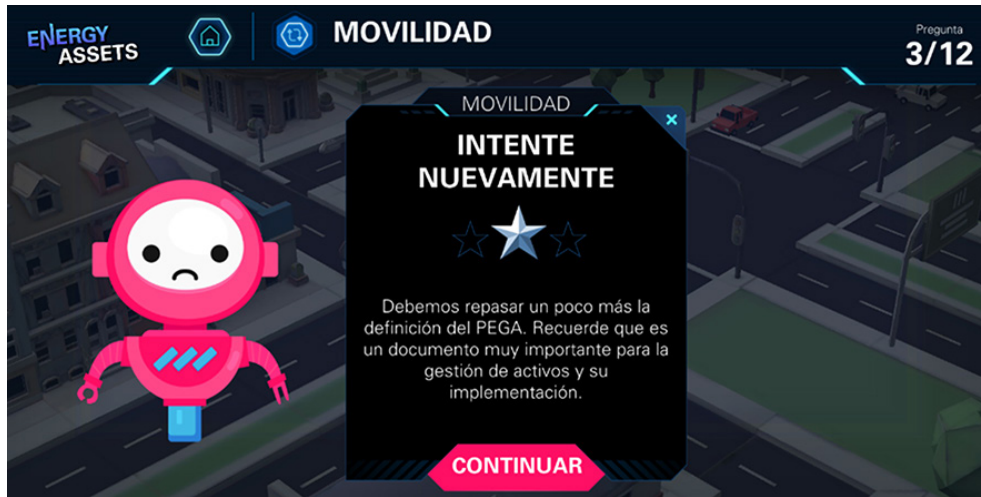 ENERGY
ASSETS
MOVILIDAD
Pregunta
3/12
MOVILIDAD
INTENTE
NUEVAMENTE
Debemos repasar un poco más la
definición del PEGA. Recuerde que es
un documento muy importante para la
gestión de activos y su
implementación.
CONTINUAR